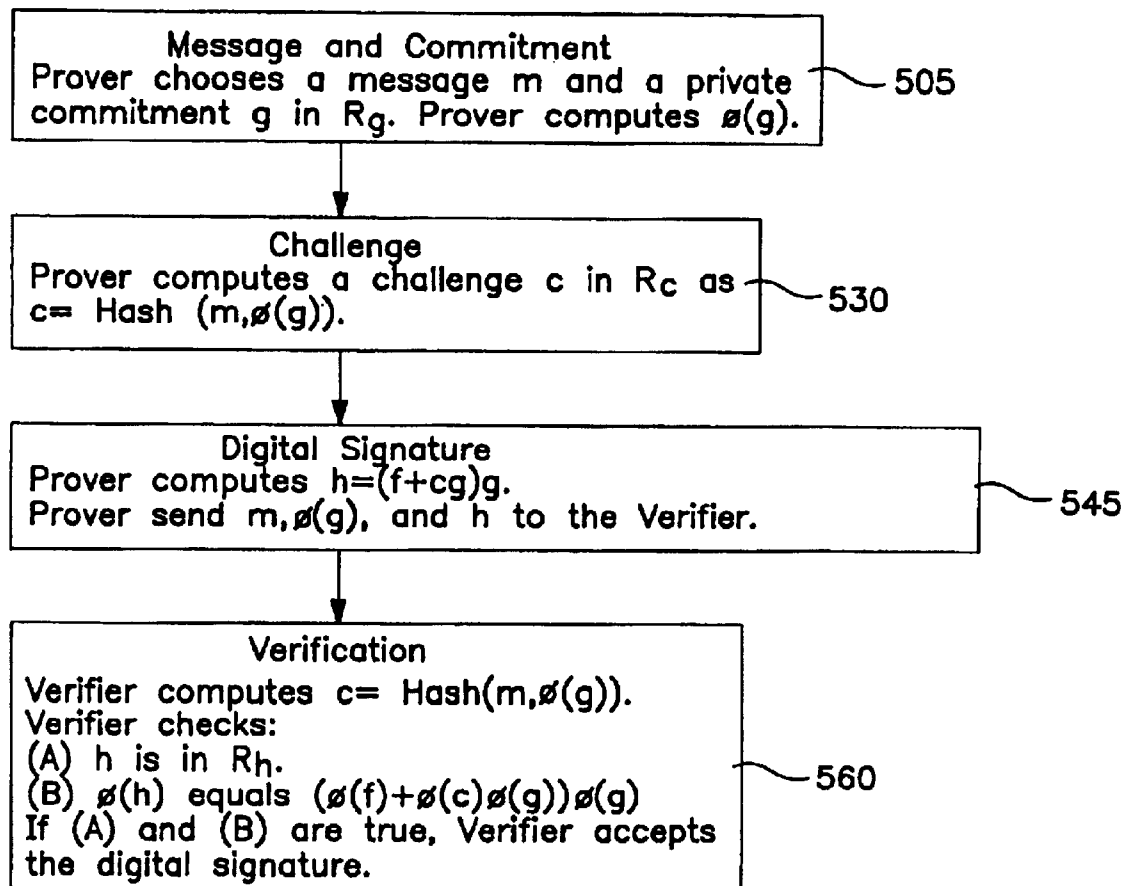 Message and Commitment
Prover chooses a message m and a private
commitment g in Rg. Prover computes ø(g).
505
Challenge
Prover computes a challenge c in Rc as
c= Hash (m,ø(g)).
530
Digital Signature
Prover computes h=(f+cg)g.
Prover send m,ø(g), and h to the Verifier.
545
Verification
Verifier computes c= Hash(m,ø(g)).
Verifier checks:
(A) h is in Rh.
(B) ø(h) equals (ø(f)+ø(c)ø(g))ø(g)
If (A) and (B) are true, Verifier accepts
the digital signature.
560